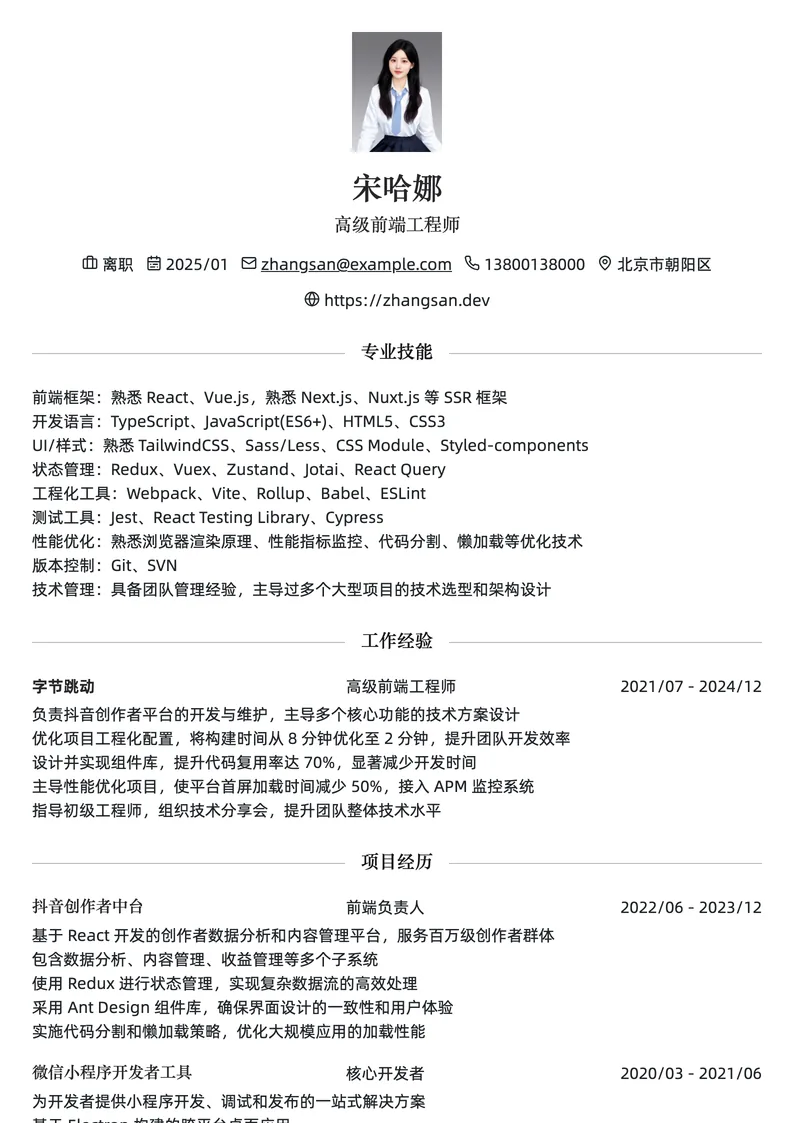 宋哈娜
高级前端工程师
离职 2025/01 zhangsan@example.com 13800138000 北京市朝阳区
https://zhangsan.dev
专业技能
前端框架：熟悉 React、Vue.js，熟悉 Next.js、Nuxt.js 等 SSR 框架
开发语言：TypeScript、JavaScript(ES6+)、HTML5、CSS3
UI/样式：熟悉 TailwindCSS、Sass/Less、CSS Module、Styled-components
状态管理：Redux、Vuex、Zustand、Jotai、React Query
工程化工具：Webpack、Vite、Rollup、Babel、ESLint
测试工具：Jest、React Testing Library、Cypress
性能优化：熟悉浏览器渲染原理、性能指标监控、代码分割、懒加载等优化技术
版本控制：Git、SVN
技术管理：具备团队管理经验，主导过多个大型项目的技术选型和架构设计
工作经验
字节跳动 高级前端工程师 2021/07 - 2024/12
负责抖音创作者平台的开发与维护，主导多个核心功能的技术方案设计
优化项目工程化配置，将构建时间从 8 分钟优化至 2 分钟，提升团队开发效率
设计并实现组件库，提升代码复用率达 70%，显著减少开发时间
主导性能优化项目，使平台首屏加载时间减少 50%，接入 APM 监控系统
指导初级工程师，组织技术分享会，提升团队整体技术水平
项目经历
抖音创作者中台 前端负责人 2022/06 - 2023/12
基于 React 开发的创作者数据分析和内容管理平台，服务百万级创作者群体
包含数据分析、内容管理、收益管理等多个子系统
使用 Redux 进行状态管理，实现复杂数据流的高效处理
采用 Ant Design 组件库，确保界面设计的一致性和用户体验
实施代码分割和懒加载策略，优化大规模应用的加载性能
微信小程序开发者工具 核心开发者 2020/03 - 2021/06
为开发者提供小程序开发、调试和发布的一站式解决方案
基于 Electron 构建的跨平台桌面应用